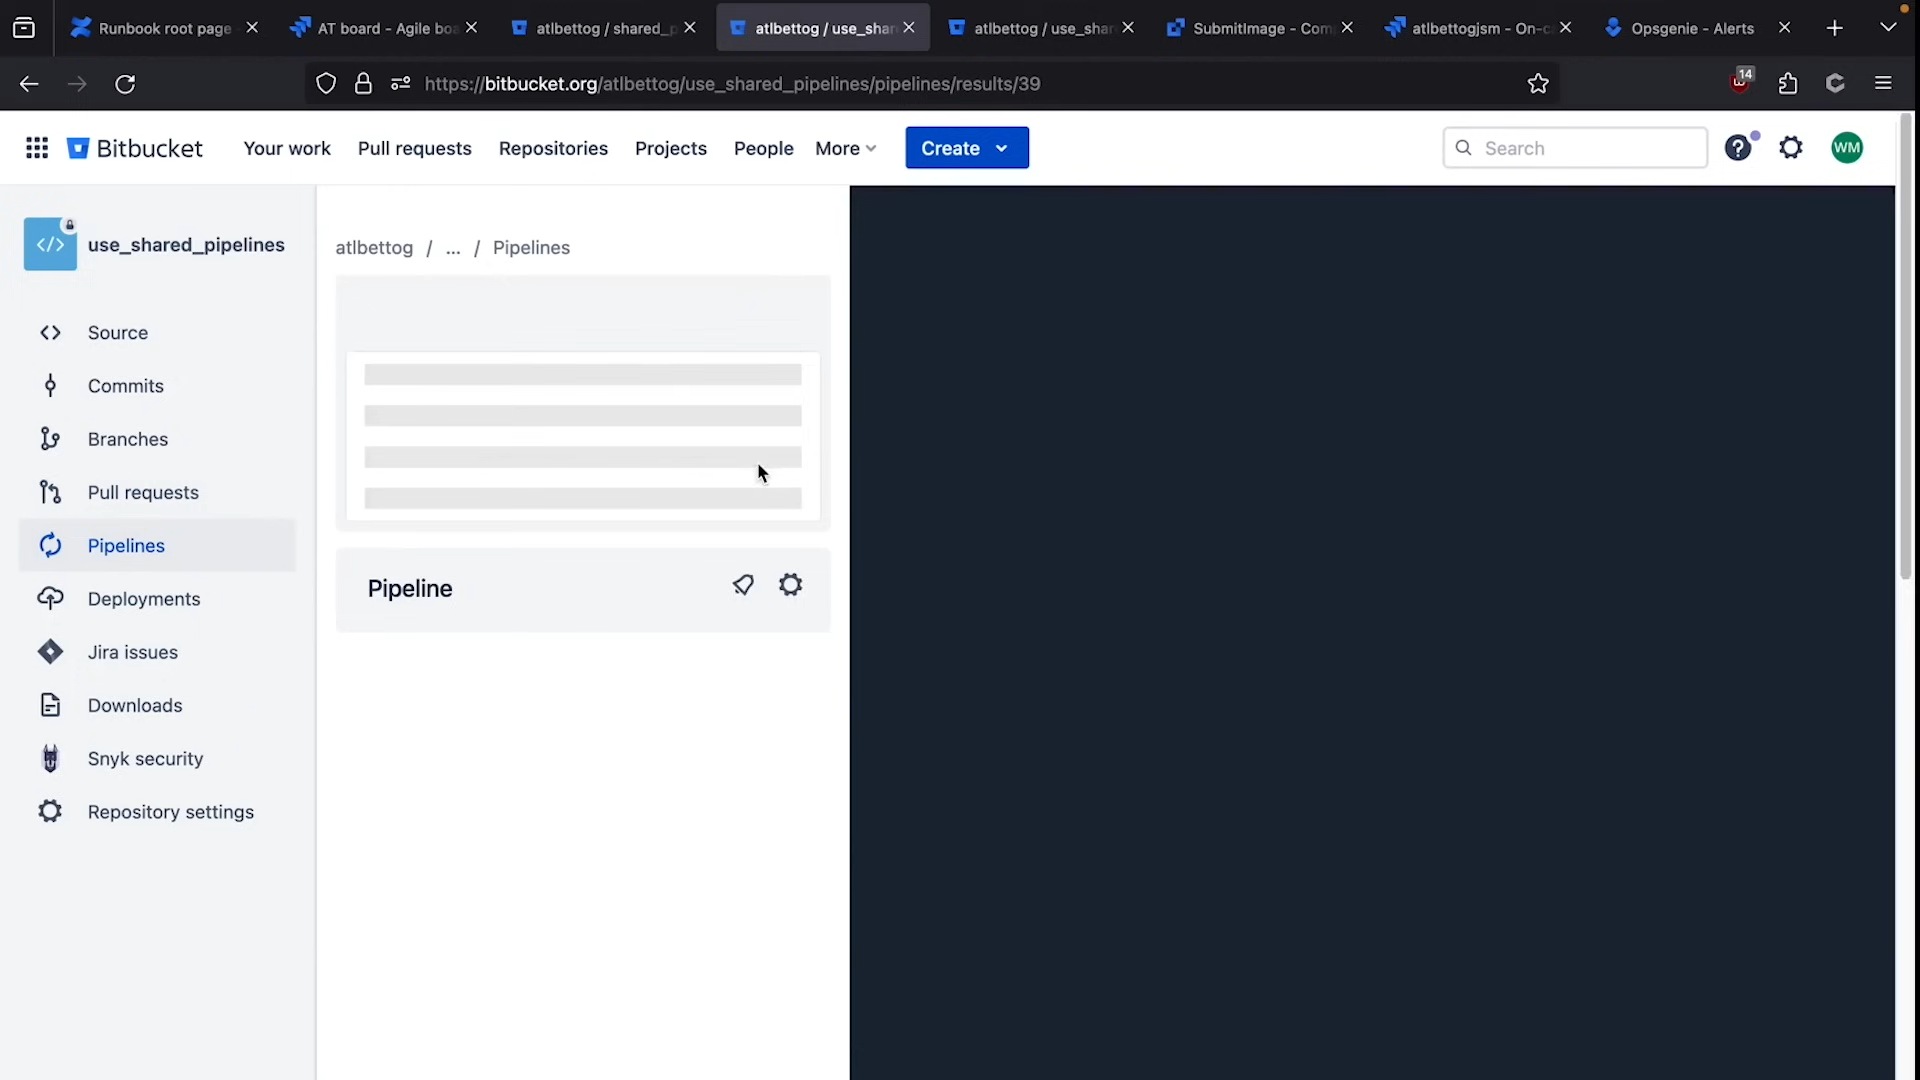 Runbook root page
AT board - Agile boa
atlbettog / shared_p
atlbettog / use_shar
atlbettog / use_shar
SubmitImage - Com
atlbettogjsm - On-c
Opsgenie - Alerts
https://bitbucket.org/atlbettog/use_shared_pipelines/pipelines/results/39
14
Bitbucket
Your work
Pull requests
Repositories
Projects
People
More
Create
Search
WM
use_shared_pipelines
atlbettog / ... / Pipelines
Source
Commits
Branches
Pull requests
Pipelines
Pipeline
Deployments
Jira issues
Downloads
Snyk security
Repository settings